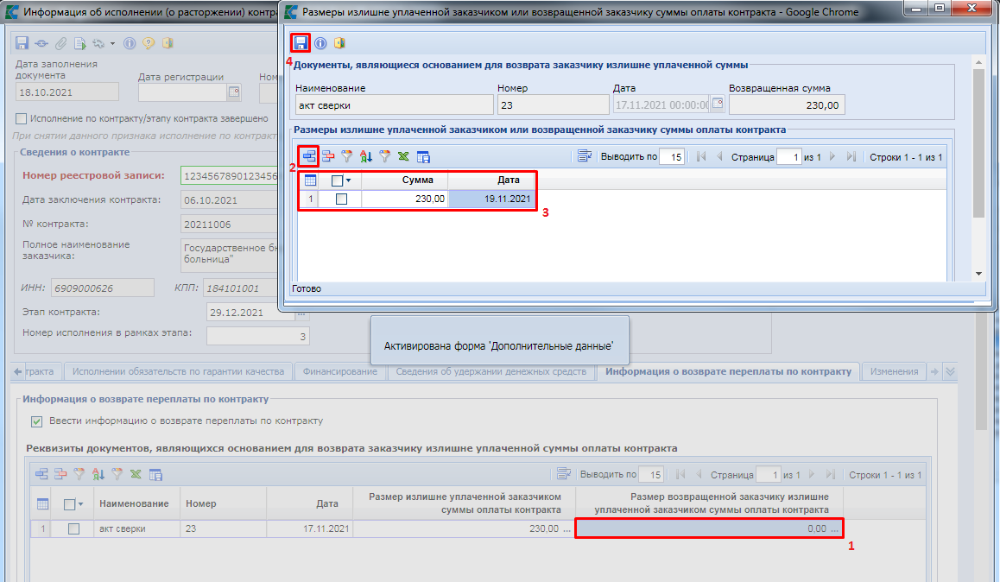 Информация об исполнении (о расторжении) контра
Размеры излишне уплаченной заказчиком или возвращенной заказчику суммы оплаты контракта - Google Chrome
4
Документы, являющиеся основанием для возврата заказчику излишне уплаченной суммы
Наименование Номер Дата Возвращенная сумма
акт сверки 23 17.11.2021 00:00:00 230,00
Размеры излишне уплаченной заказчиком или возвращенной заказчику суммы оплаты контракта
2
Выводить по 15 Страница 1 из 1 Строки 1 - 1 из 1
Сумма Дата
1 230,00 19.11.2021
3
Готово
Дата заполнения
документа
Дата регистрации
Ном
18.10.2021
Исполнение по контракту/этапу контракта завершено
При снятии данного признака исполнение по контракт
Сведения о контракте
Номер реестровой записи: 1234567890123456
Дата заключения контракта: 06.10.2021
№ контракта: 20211006
Полное наименование
заказчика:
Государственное б
больница"
ИНН: 6909000626 КПП: 184101001
Этап контракта: 29.12.2021 ...
Номер исполнения в рамках этапа: 3
Активирована форма 'Дополнительные данные'
тракта Исполнении обязательств по гарантии качества Финансирование Сведения об удержании денежных средств Информация о возврате переплаты по контракту Изменения
Информация о возврате переплаты по контракту
Ввести информацию о возврате переплаты по контракту
Реквизиты документов, являющихся основанием для возврата заказчику излишне уплаченной суммы оплаты контракта
Выводить по 15 Страница 1 из 1 Строки 1 - 1 из 1
Наименование Номер Дата
Размер излишне уплаченной заказчиком
суммы оплаты контракта
Размер возвращенной заказчику излишне
уплаченной заказчиком суммы оплаты контракта
1 акт сверки 23 17.11.2021 230,00 ... 0,00 ...
1